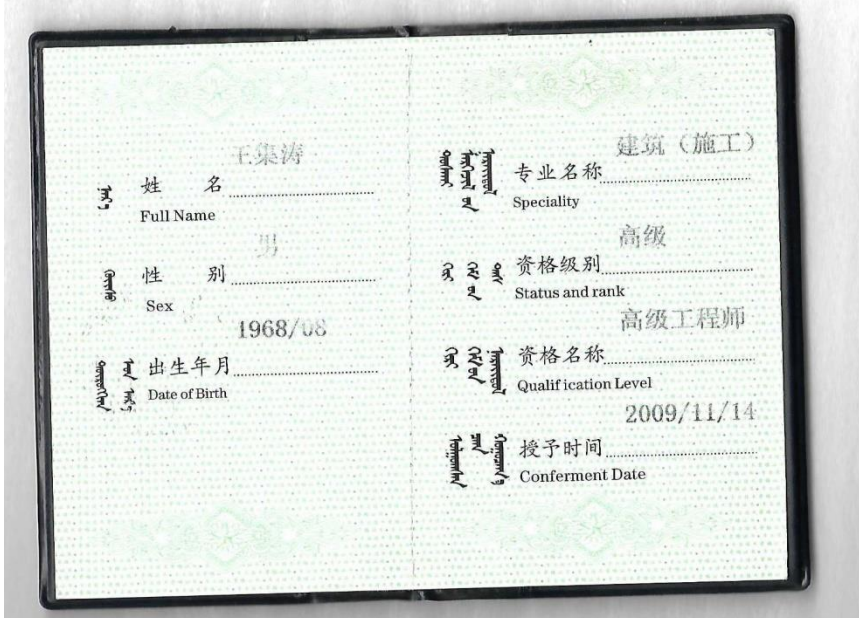 王集涛
姓 名
Full Name
男
性 别
Sex
1968/08
出生年月
Date of Birth
建筑（施工）
专业名称
Speciality
高级
资格级别
Status and rank
高级工程师
资格名称
Qualification Level
2009/11/14
授予时间
Conferment Date